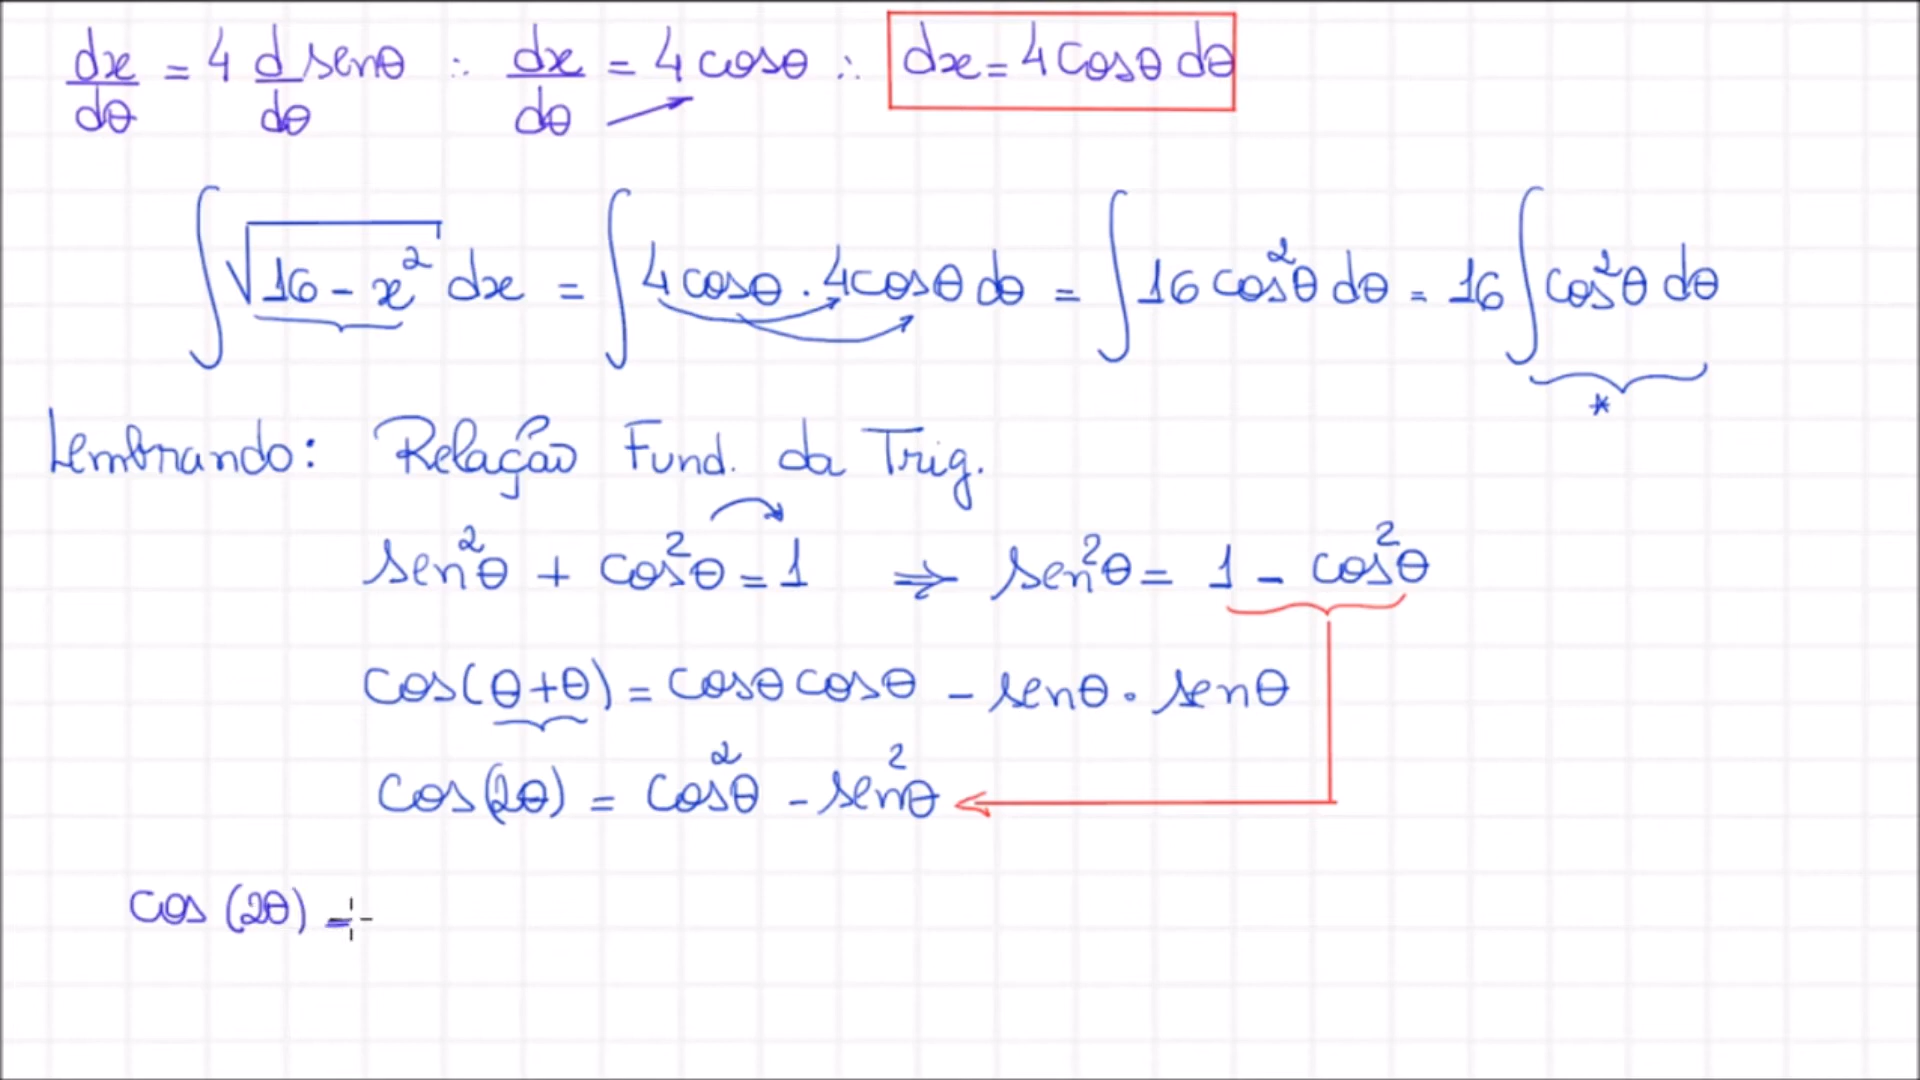 dx/dθ = 4 d/dθ senθ ∴ dx/dθ = 4 cosθ ∴ dx = 4 cosθ dθ
∫ √(16 - x²) dx = ∫ 4 cosθ . 4 cosθ dθ = ∫ 16 cos²θ dθ = 16 ∫ cos²θ dθ
*
Lembrando: Relação Fund. da Trig.
sen²θ + cos²θ = 1 ⇒ sen²θ = 1 - cos²θ
cos(θ+θ) = cosθ cosθ - senθ . senθ
cos(2θ) = cos²θ - sen²θ
cos (2θ) =